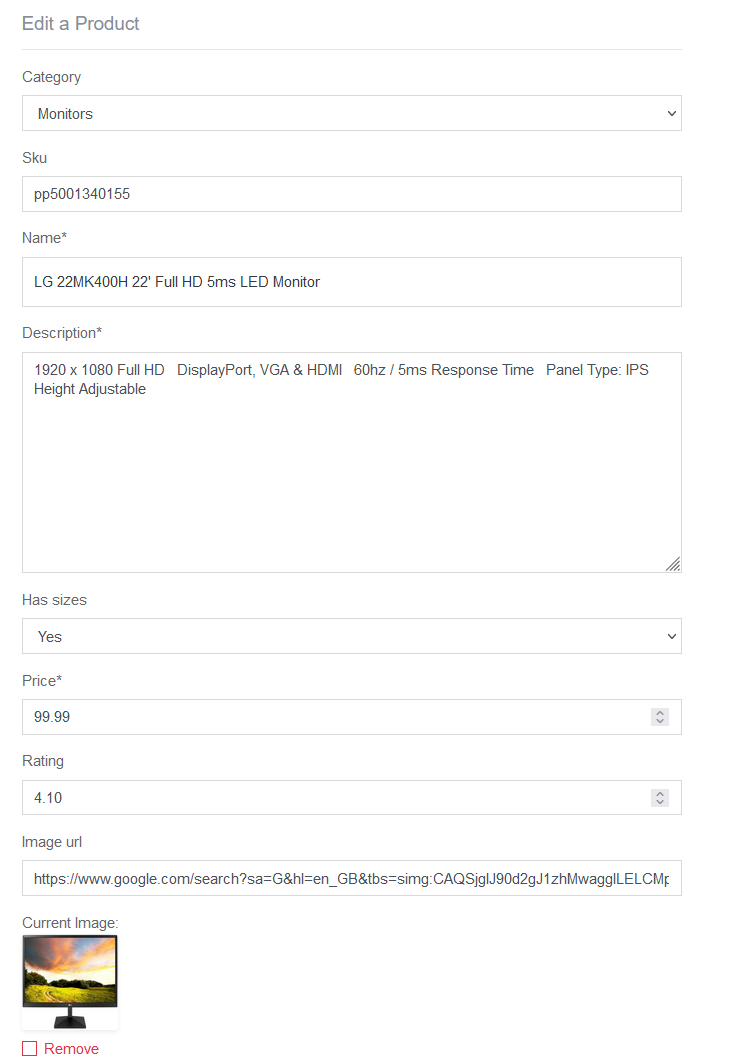 Edit a Product
Category
Monitors
Sku
pp5001340155
Name*
LG 22MK400H 22' Full HD 5ms LED Monitor
Description*
1920 x 1080 Full HD   DisplayPort, VGA & HDMI   60hz / 5ms Response Time   Panel Type: IPS
Height Adjustable
Has sizes
Yes
Price*
99.99
Rating
4.10
Image url
https://www.google.com/search?sa=G&hl=en_GB&tbs=simg:CAQSjglJ90d2gJ1zhMwagglLELCMp
Current Image:
Remove